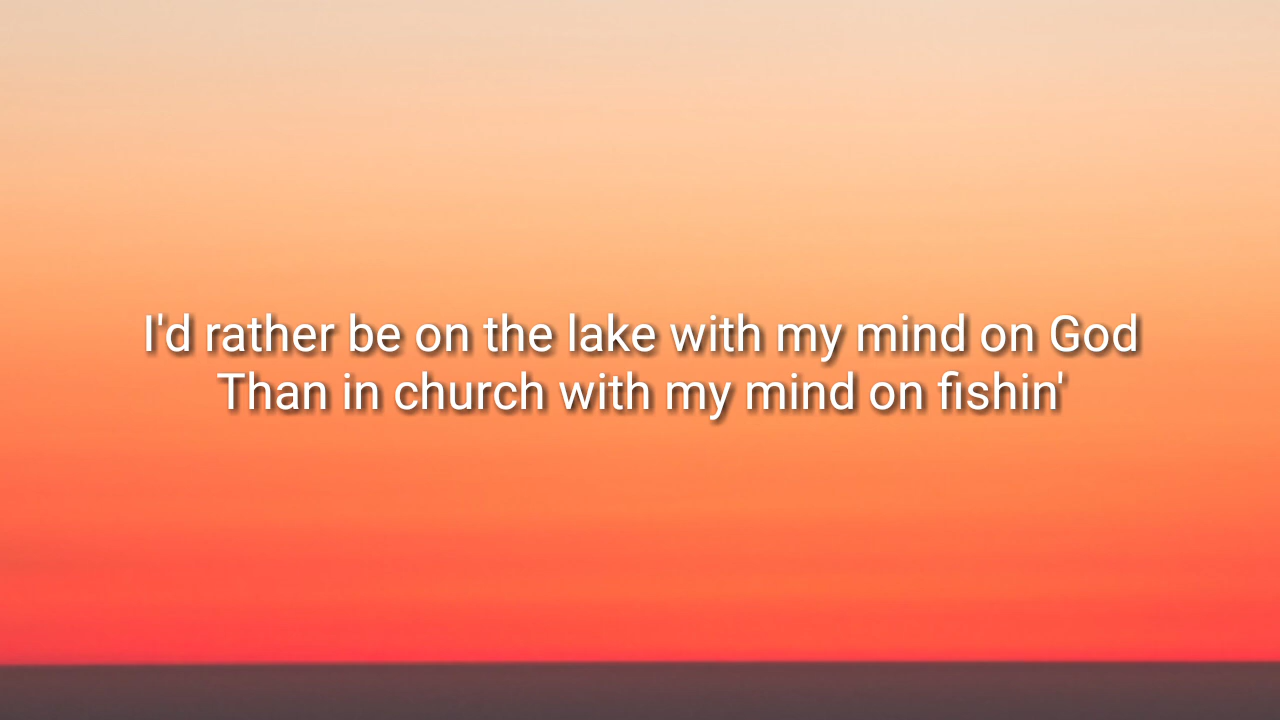 I'd rather be on the lake with my mind on God
Than in church with my mind on fishin'